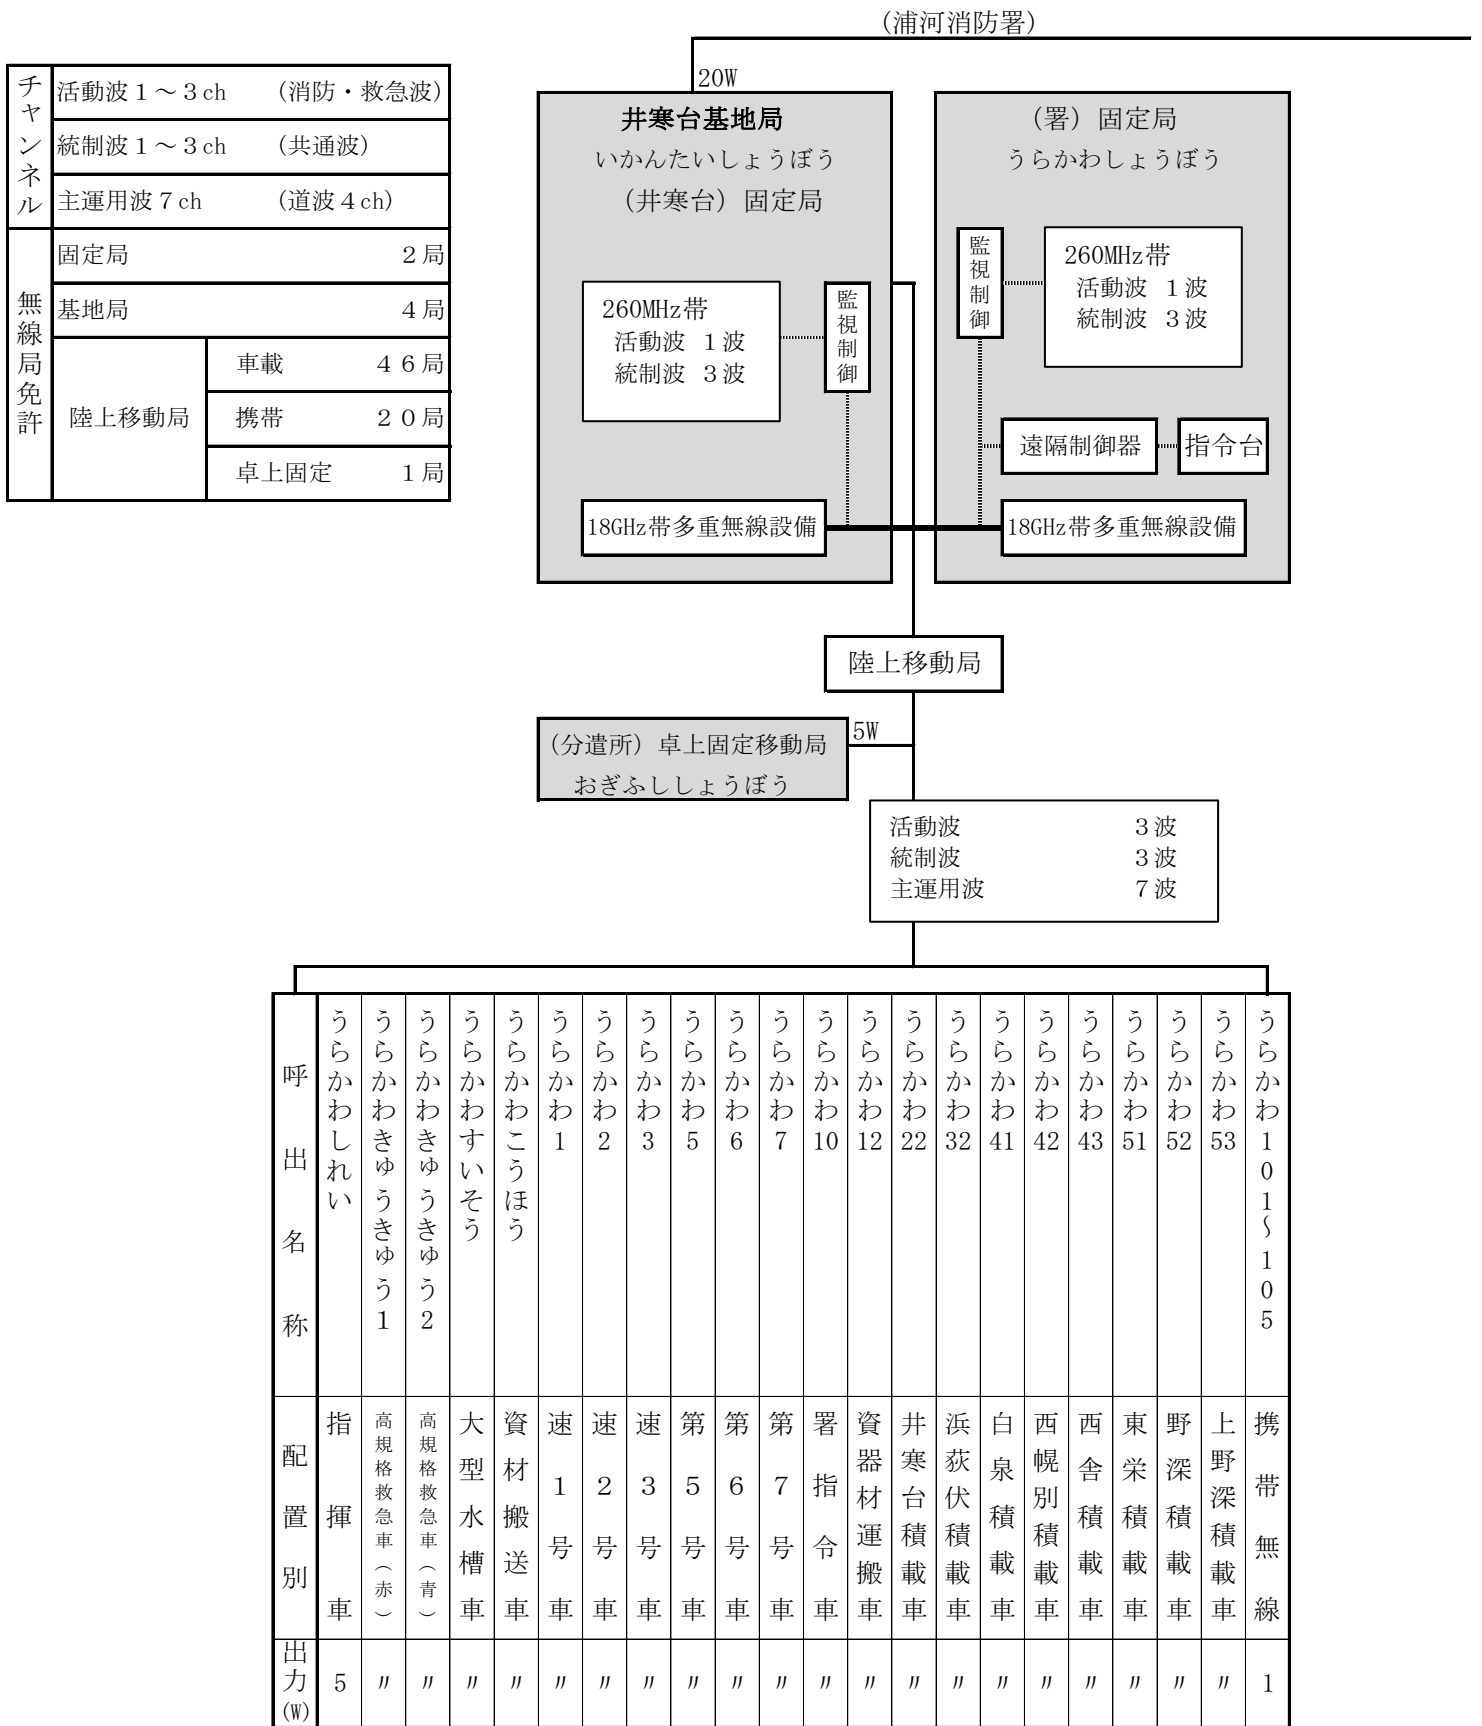 (浦河消防署)
20W
チャンネル
活動波１～３ch　(消防・救急波)
統制波１～３ch　(共通波)
主運用波７ch　(道波４ch)
無線局免許
固定局　２局
基地局　４局
陸上移動局
車載　４６局
携帯　２０局
卓上固定　１局
井寒台基地局
いかんたいしょうぼう
(井寒台) 固定局
260MHz帯
活動波 １波
統制波 ３波
監視制御
18GHz帯多重無線設備
(署) 固定局
うらかわしょうぼう
監視制御
260MHz帯
活動波 １波
統制波 ３波
遠隔制御器
指令台
18GHz帯多重無線設備
陸上移動局
(分遣所) 卓上固定移動局
おぎふししょうぼう
5W
活動波　３波
統制波　３波
主運用波　７波
呼出名称
うらかわしれい
うらかわきゅうきゅう1
うらかわきゅうきゅう2
うらかわすいそう
うらかわこうほう
うらかわ1
うらかわ2
うらかわ3
うらかわ5
うらかわ6
うらかわ7
うらかわ10
うらかわ12
うらかわ22
うらかわ32
うらかわ41
うらかわ42
うらかわ43
うらかわ51
うらかわ52
うらかわ53
うらかわ101～105
配置別
指揮車
高規格救急車(赤)
高規格救急車(青)
大型水槽車
資材搬送車
速1号車
速2号車
速3号車
第5号車
第6号車
第7号車
署指令車
資器材運搬車
井寒台積載車
浜荻伏積載車
白泉積載車
西幌別積載車
西舎積載車
東栄積載車
野深積載車
上野深積載車
携帯無線
出力(W)
5 〃 〃 〃 〃 〃 〃 〃 〃 〃 〃 〃 〃 〃 〃 〃 〃 〃 〃 〃 〃 1